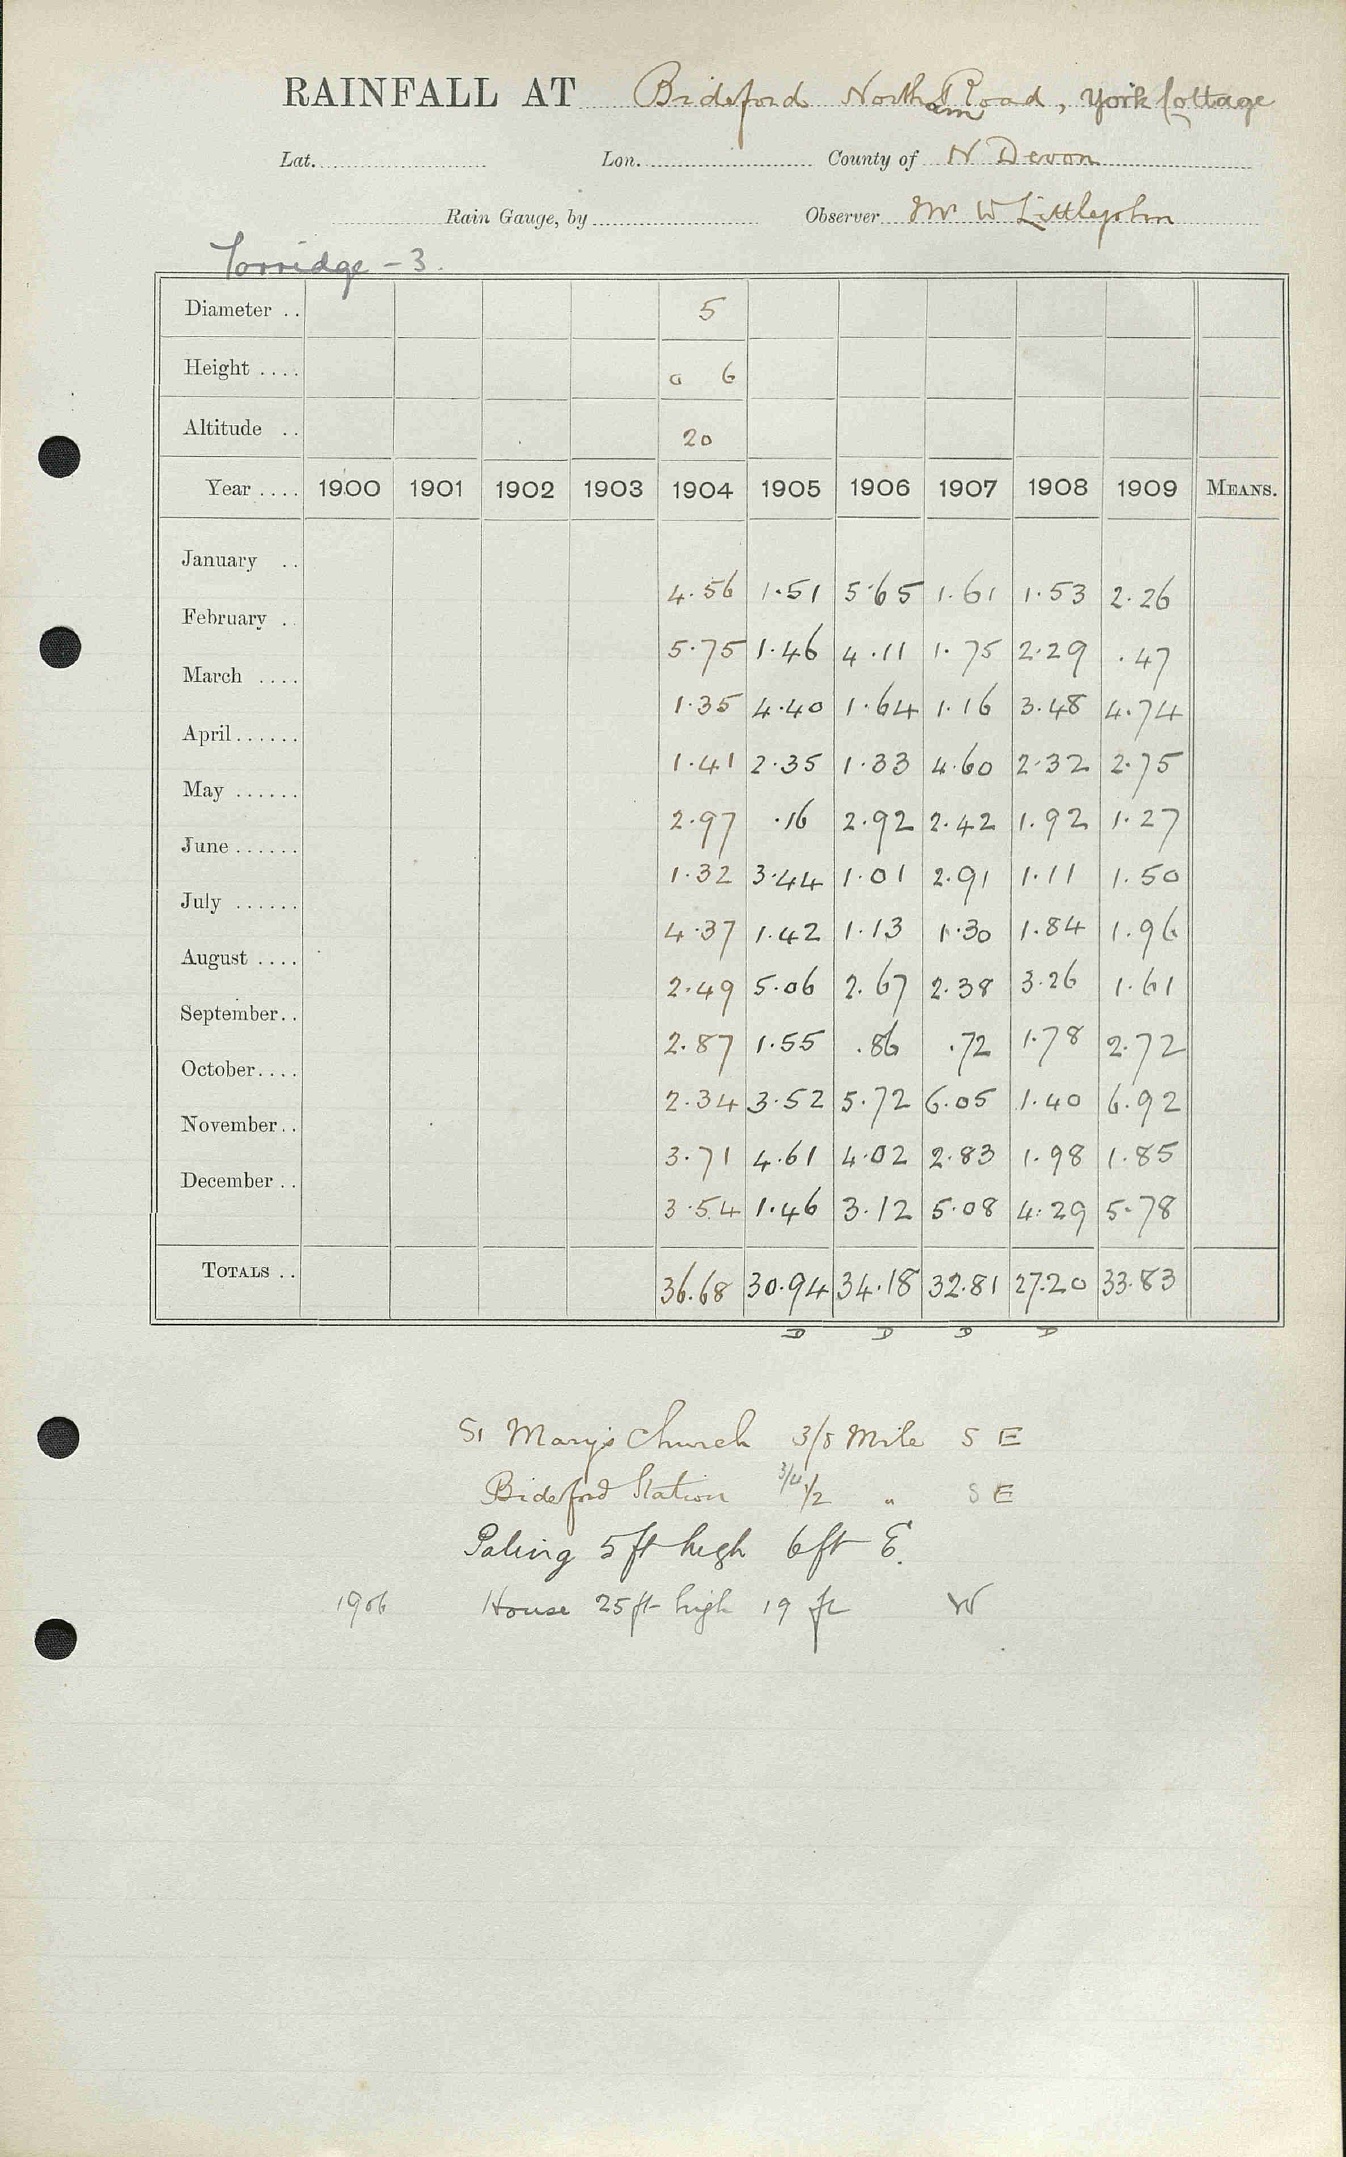 RAINFALL AT Bideford Northam Road, York Cottage
Lat. Lon. County of N Devon
Rain Gauge, by Observer Mr W Littlejohn
Torridge - 3.
Diameter .. 5
Height .... 0 6
Altitude .. 20
Year .... 1900 1901 1902 1903 1904 1905 1906 1907 1908 1909 MEANS.
January .. 4.56 1.51 5.65 1.61 1.53 2.26
February . 5.75 1.46 4.11 1.75 2.29 .47
March .... 1.35 4.40 1.64 1.16 3.48 4.74
April ...... 1.41 2.35 1.33 4.60 2.32 2.75
May ...... 2.97 .16 2.92 2.42 1.92 1.27
June ...... 1.32 3.44 1.01 2.91 1.11 1.50
July ...... 4.37 1.42 1.13 1.30 1.84 1.96
August .... 2.49 5.06 2.67 2.38 3.26 1.61
September.. 2.87 1.55 .86 .72 1.78 2.72
October.... 2.34 3.52 5.72 6.05 1.40 6.92
November.. 3.71 4.61 4.02 2.83 1.98 1.85
December .. 3.54 1.46 3.12 5.08 4.29 5.78
TOTALS .. 36.68 30.94 34.18 32.81 27.20 33.83
D D D D
St Mary's Church 3/8 Mile S E
Bideford Station 3/4 1/2 " S E
Paling 5 ft high 6 ft E.
1906 House 25 ft high 19 ft W